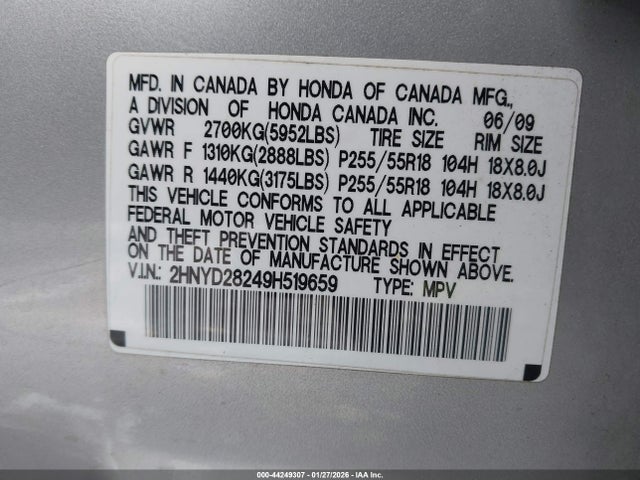 MFD. IN CANADA BY HONDA OF CANADA MFG.,
A DIVISION OF HONDA CANADA INC. 06/09
GVWR 2700KG(5952LBS) TIRE SIZE RIM SIZE
GAWR F 1310KG(2888LBS) P255/55R18 104H 18X8.0J
GAWR R 1440KG(3175LBS) P255/55R18 104H 18X8.0J
THIS VEHICLE CONFORMS TO ALL APPLICABLE
FEDERAL MOTOR VEHICLE SAFETY
AND THEFT PREVENTION STANDARDS IN EFFECT
ON THE DATE OF MANUFACTURE SHOWN ABOVE.
V.I.N.: 2HNYD28249H519659 TYPE: MPV
000-44249307 - 01/27/2026 - IAA Inc.